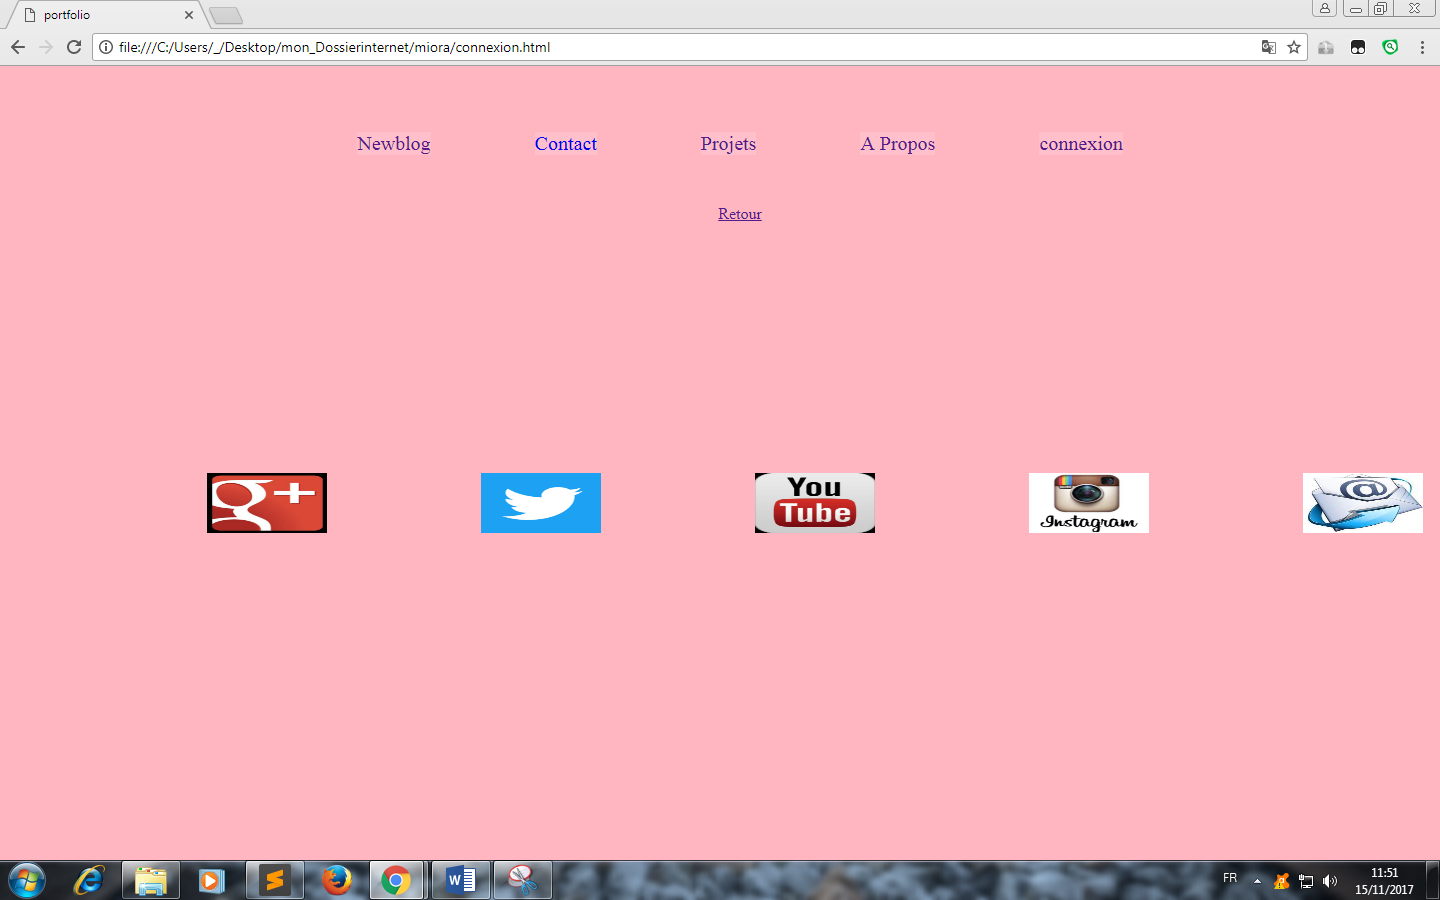 portfolio
file:///C:/Users/_/Desktop/mon_Dossierinternet/miora/connexion.html
Newblog Contact Projets A Propos connexion
Retour
g+ You Tube Instagram @
FR 11:51
15/11/2017